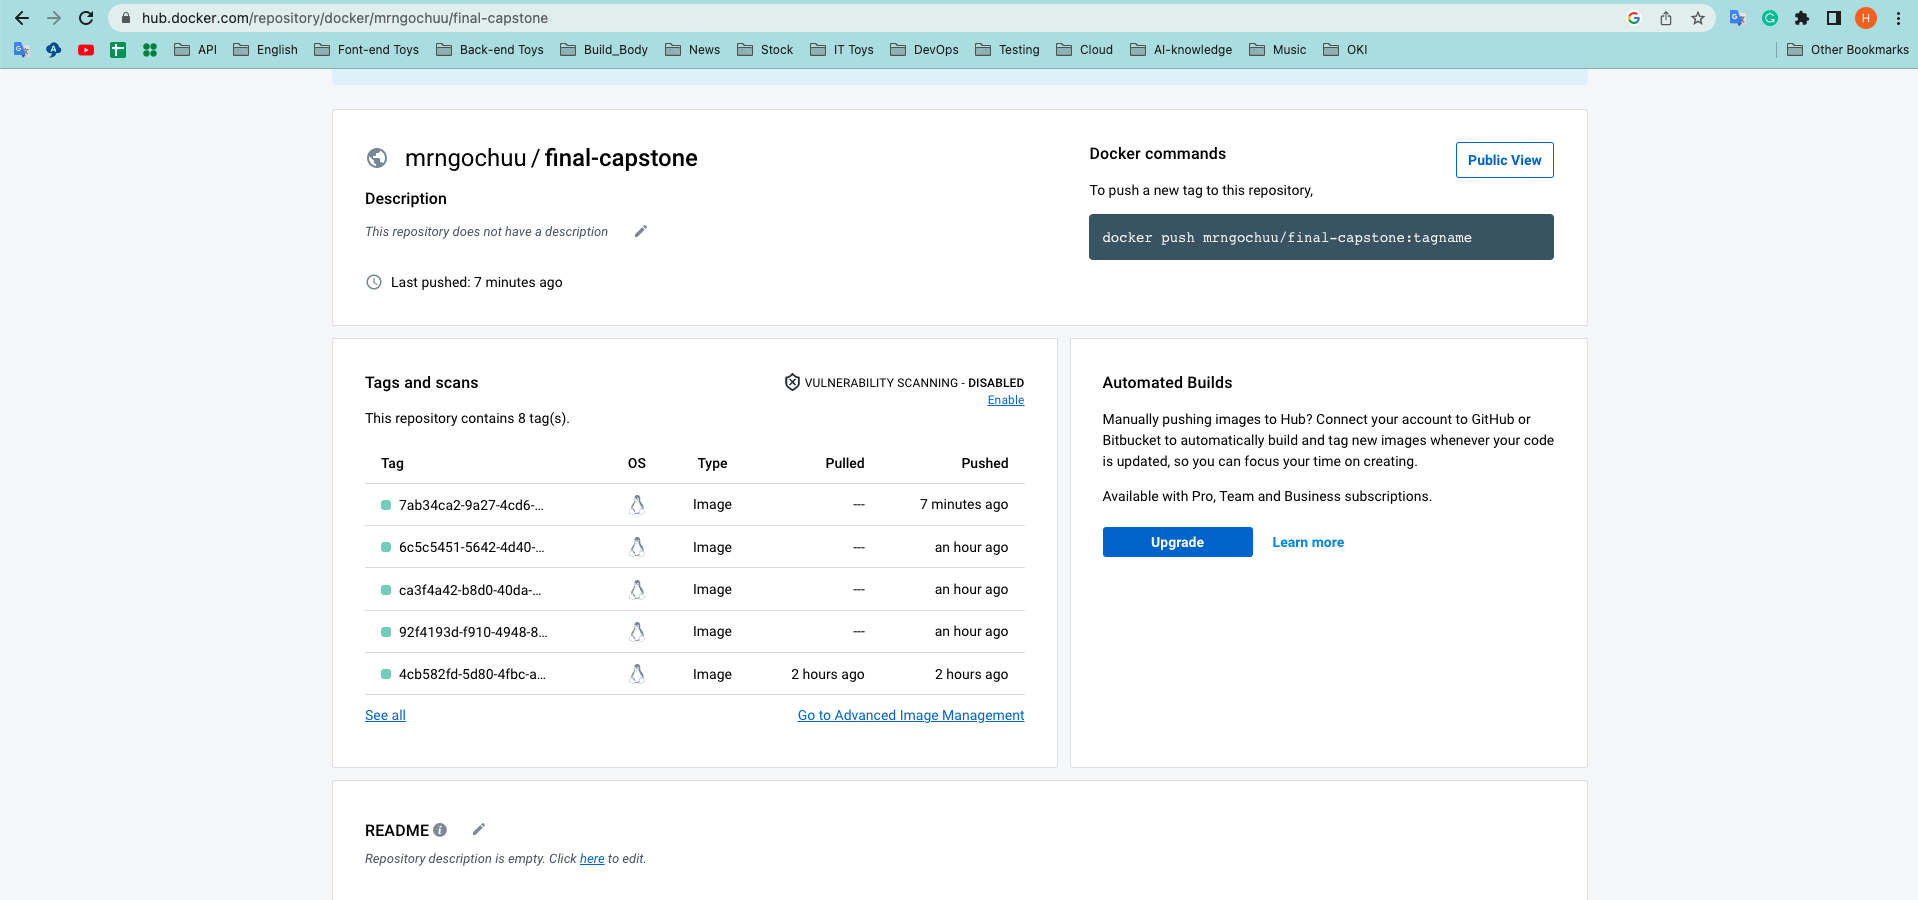 hub.docker.com/repository/docker/mrngochuu/final-capstone
H
API English Font-end Toys Back-end Toys Build_Body News Stock IT Toys DevOps Testing Cloud AI-knowledge Music OKI Other Bookmarks
mrngochuu / final-capstone
Description
This repository does not have a description
Last pushed: 7 minutes ago
Docker commands
Public View
To push a new tag to this repository,
docker push mrngochuu/final-capstone:tagname
Tags and scans
VULNERABILITY SCANNING - DISABLED
Enable
This repository contains 8 tag(s).
Tag OS Type Pulled Pushed
7ab34ca2-9a27-4cd6-... Image --- 7 minutes ago
6c5c5451-5642-4d40-... Image --- an hour ago
ca3f4a42-b8d0-40da-... Image --- an hour ago
92f4193d-f910-4948-8... Image --- an hour ago
4cb582fd-5d80-4fbc-a... Image 2 hours ago 2 hours ago
See all Go to Advanced Image Management
Automated Builds
Manually pushing images to Hub? Connect your account to GitHub or
Bitbucket to automatically build and tag new images whenever your code
is updated, so you can focus your time on creating.
Available with Pro, Team and Business subscriptions.
Upgrade Learn more
README
Repository description is empty. Click here to edit.